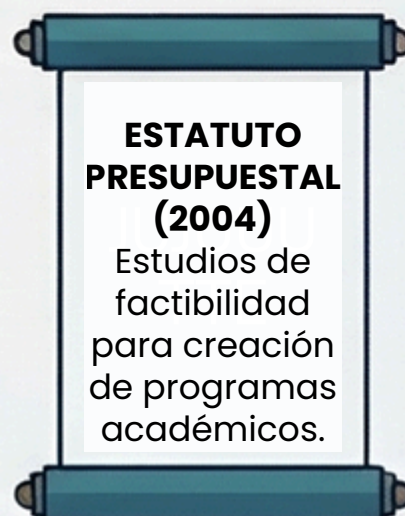 ESTATUTO
PRESUPUESTAL
(2004)
Estudios de
factibilidad
para creación
de programas
académicos.